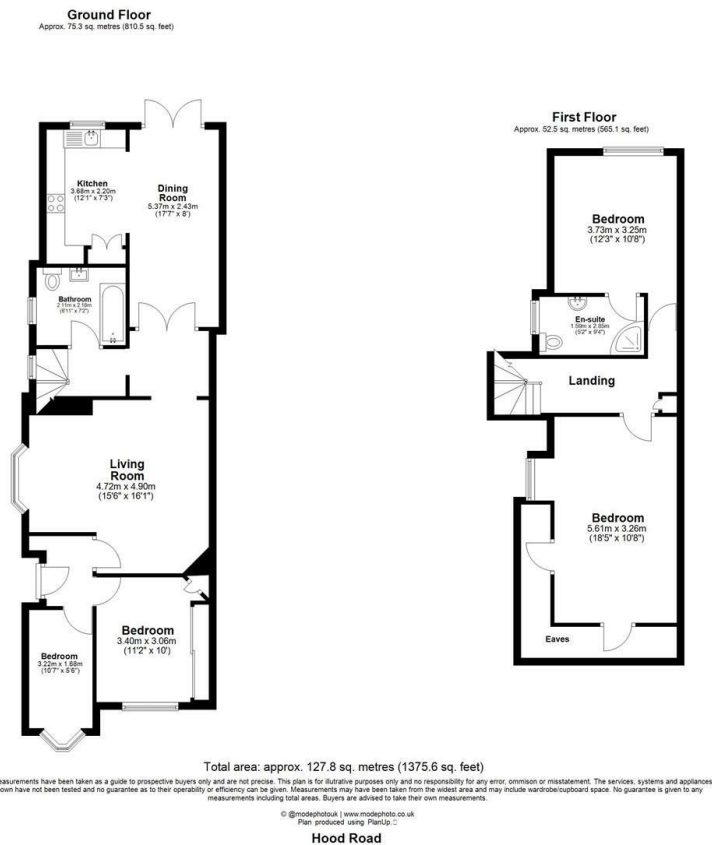 Ground Floor
Approx. 75.3 sq. metres (810.5 sq. feet)
Kitchen
3.68m x 2.20m
(12'1" x 7'3")
Dining
Room
5.37m x 2.43m
(17'7" x 8')
Bathroom
2.11m x 2.18m
(6'11" x 7'2")
Living
Room
4.72m x 4.90m
(15'6" x 16'1")
Bedroom
3.40m x 3.06m
(11'2" x 10')
Bedroom
3.22m x 1.68m
(10'7" x 5'6")
First Floor
Approx. 52.5 sq. metres (565.1 sq. feet)
Bedroom
3.73m x 3.25m
(12'3" x 10'8")
En-suite
1.59m x 2.85m
(5'2" x 9'4")
Landing
Bedroom
5.61m x 3.26m
(18'5" x 10'8")
Eaves
Total area: approx. 127.8 sq. metres (1375.6 sq. feet)
easurements have been taken as a guide to prospective buyers only and are not precise. This plan is for illutrative purposes only and no responsibility for any error, ommison or misstatement. The services, systems and appliances
own have not been tested and no guarantee as to their operability or efficiency can be given. Measurements may have been taken from the widest area and may include wardrobe/cupboard space. No guarantee is given to any
measurements including total areas. Buyers are advised to take their own measurements.
© @modephotouk | www.modephoto.co.uk
Plan produced using PlanUp.
Hood Road